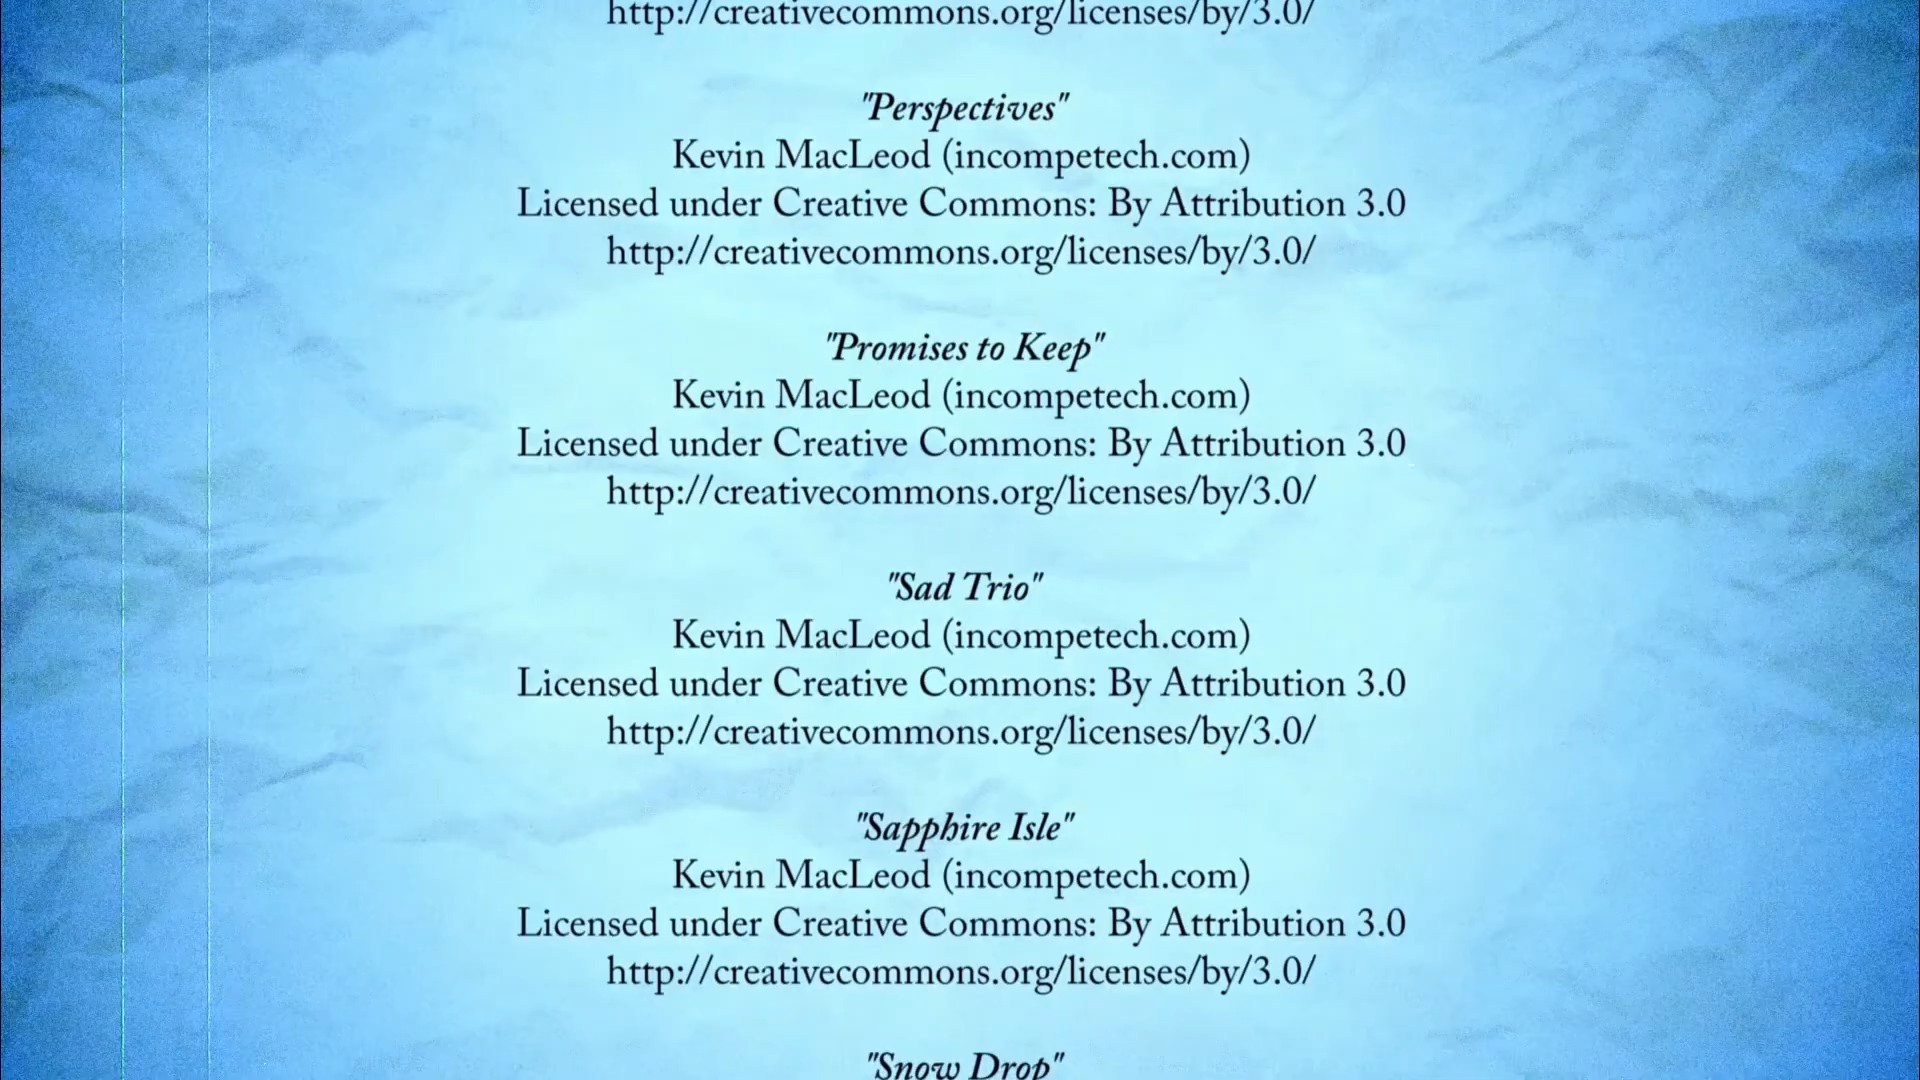 http://creativecommons.org/licenses/by/3.0/
"Perspectives"
Kevin MacLeod (incompetech.com)
Licensed under Creative Commons: By Attribution 3.0
http://creativecommons.org/licenses/by/3.0/
"Promises to Keep"
Kevin MacLeod (incompetech.com)
Licensed under Creative Commons: By Attribution 3.0
http://creativecommons.org/licenses/by/3.0/
"Sad Trio"
Kevin MacLeod (incompetech.com)
Licensed under Creative Commons: By Attribution 3.0
http://creativecommons.org/licenses/by/3.0/
"Sapphire Isle"
Kevin MacLeod (incompetech.com)
Licensed under Creative Commons: By Attribution 3.0
http://creativecommons.org/licenses/by/3.0/
"Snow Drop"